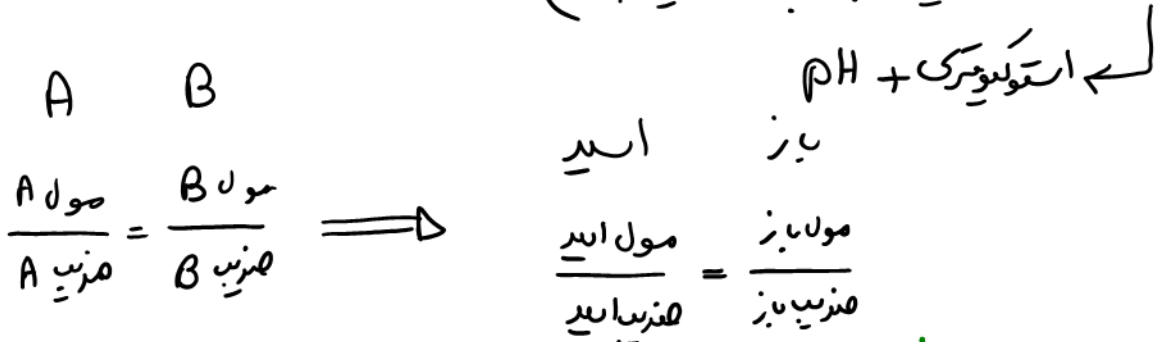 استوکیومتری + pH
A B
اسید باز
مول A / ضریب A = مول B / ضریب B ⟹ مول اسید / ضریب اسید = مول باز / ضریب باز